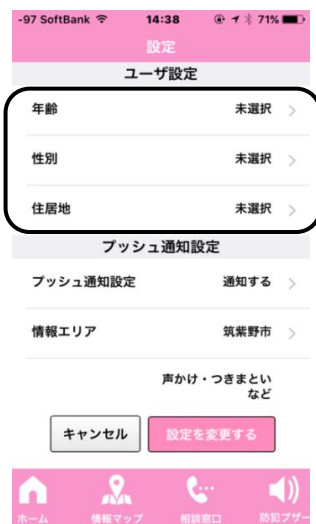 -97 SoftBank 14:38 71%
設定
ユーザ設定
年齢 未選択
性別 未選択
住居地 未選択
プッシュ通知設定
プッシュ通知設定 通知する
情報エリア 筑紫野市
声かけ・つきまとい
など
キャンセル 設定を変更する
ホーム 情報マップ 相談窓口 防犯ブザー